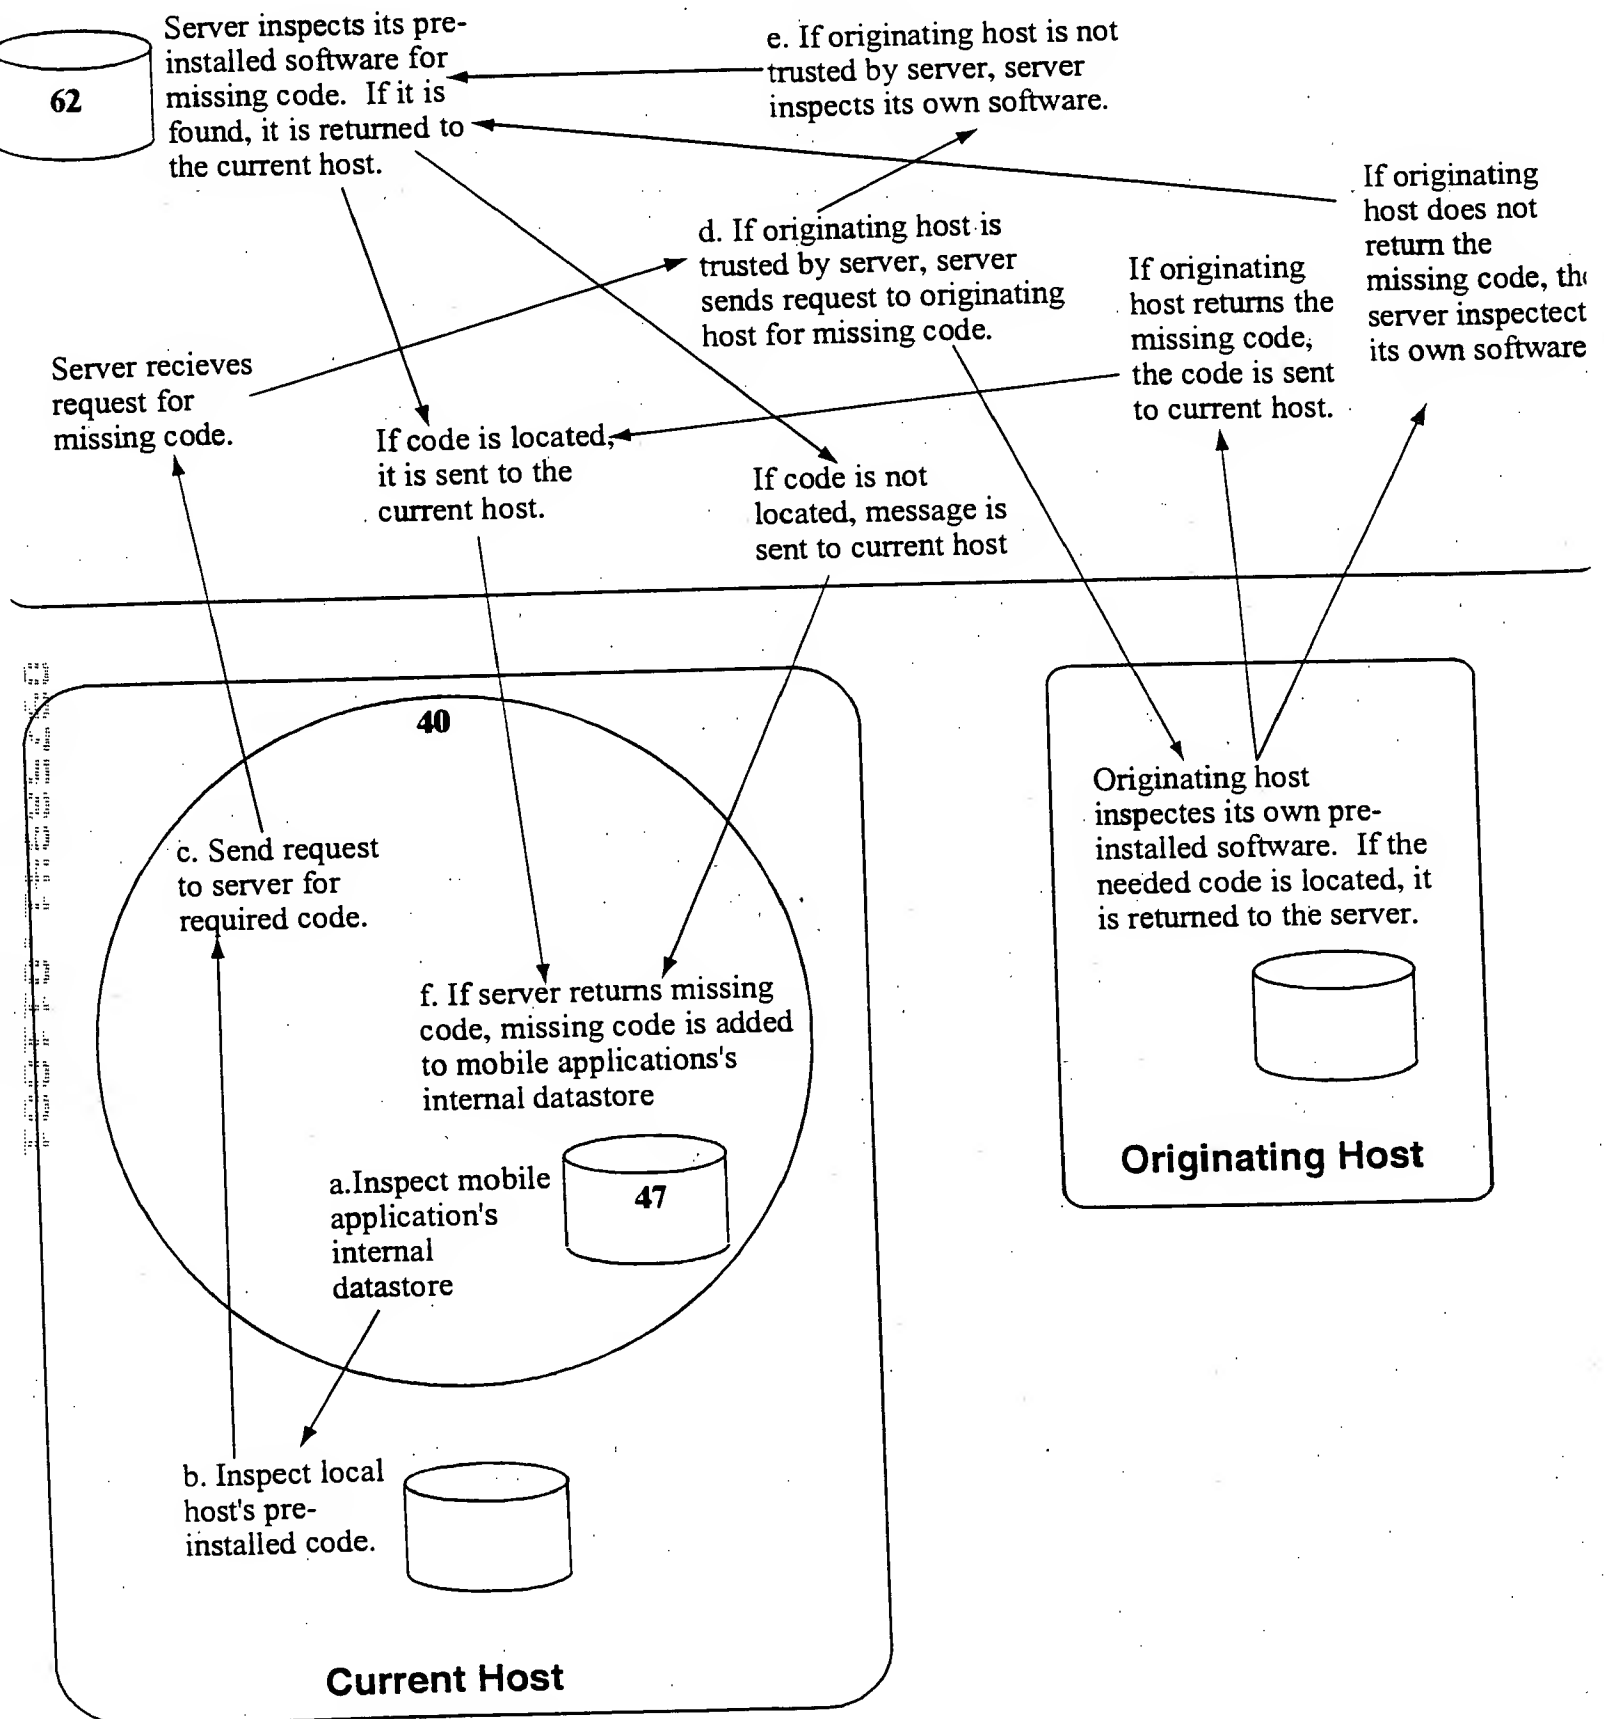 Server inspects its pre-
installed software for
missing code. If it is
found, it is returned to
the current host.
62
e. If originating host is not
trusted by server, server
inspects its own software.
d. If originating host is
trusted by server, server
sends request to originating
host for missing code.
If originating
host returns the
missing code,
the code is sent
to current host.
If originating
host does not
return the
missing code, the
server inspectect
its own software
Server recieves
request for
missing code.
If code is located,
it is sent to the
current host.
If code is not
located, message is
sent to current host
40
c. Send request
to server for
required code.
f. If server returns missing
code, missing code is added
to mobile applications's
internal datastore
a.Inspect mobile
application's
internal
datastore
47
b. Inspect local
host's pre-
installed code.
Current Host
Originating host
inspectes its own pre-
installed software. If the
needed code is located, it
is returned to the server.
Originating Host